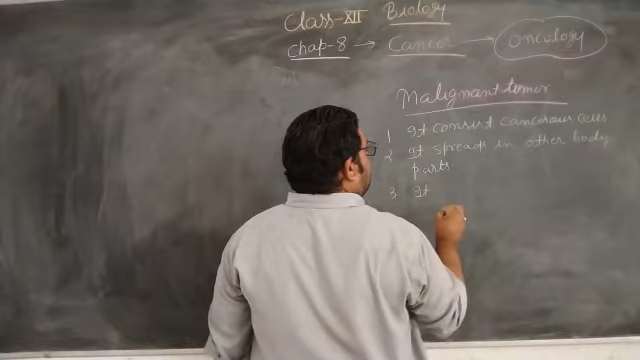 Class-XII Biology
chap-8 → Cancer → oncology
Malignant tumor
1 It consist Cancerous cells
2 It spreads in other body
parts.
3 It